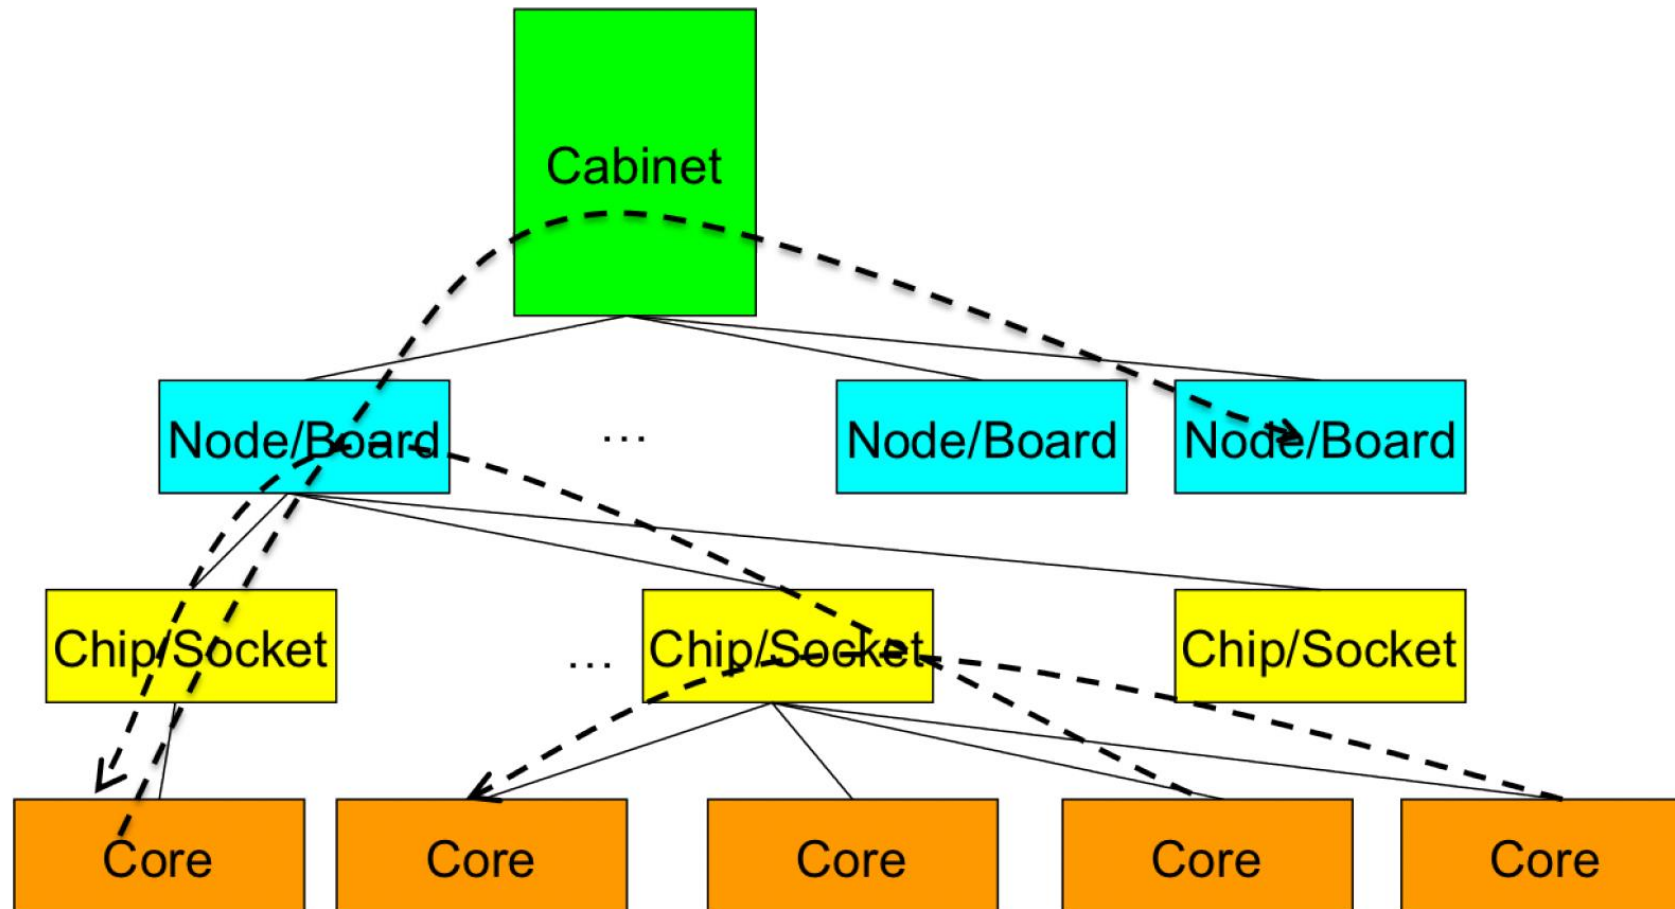 Cabinet
Node/Board
...
Node/Board
Node/Board
Chip/Socket
...
Chip/Socket
Chip/Socket
Core
Core
Core
Core
Core